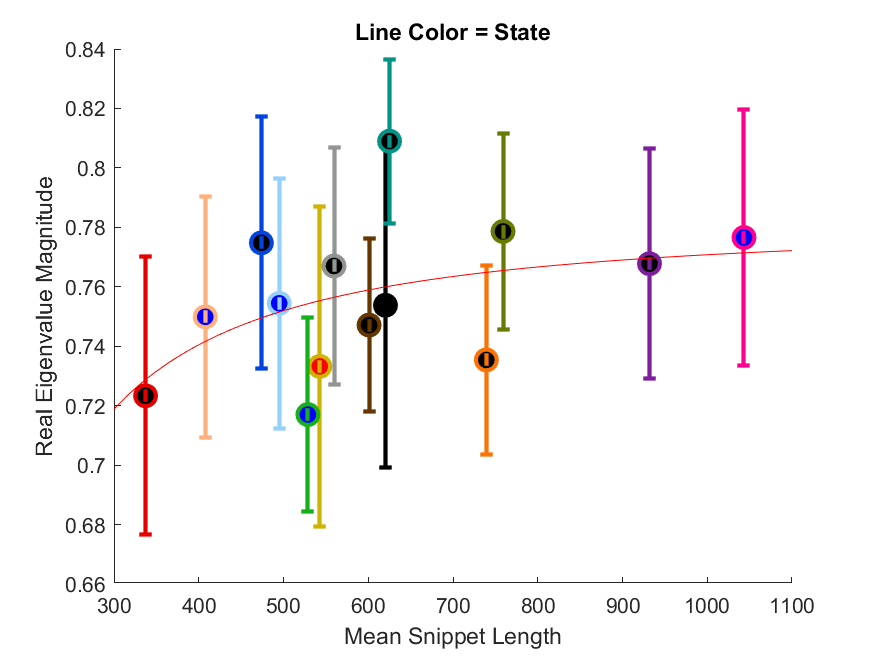 Line Color = State
Real Eigenvalue Magnitude
0.84
0.82
0.8
0.78
0.76
0.74
0.72
0.7
0.68
0.66
300 400 500 600 700 800 900 1000 1100
Mean Snippet Length